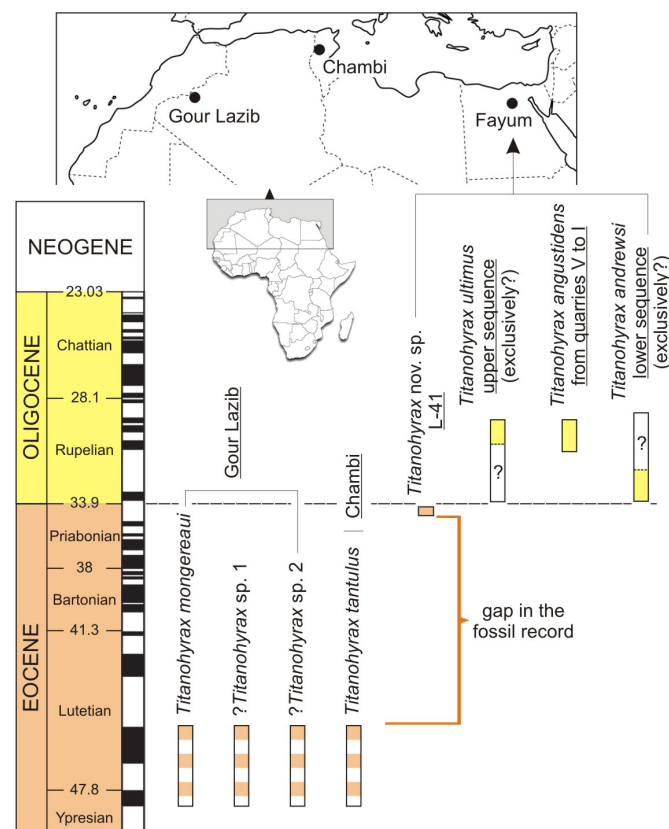 Chambi
Gour Lazib
Fayum
NEOGENE
23.03
OLIGOCENE
Chattian
28.1
Rupelian
33.9
EOCENE
Priabonian
38
Bartonian
41.3
Lutetian
47.8
Ypresian
Gour Lazib
Titanohyrax mongereaui
?Titanohyrax sp. 1
?Titanohyrax sp. 2
Chambi
Titanohyrax tantulus
Titanohyrax nov. sp.
L-41
Titanohyrax ultimus
upper sequence
(exclusively?)
?
Titanohyrax angustidens
from quarries V to I
Titanohyrax andrewsi
lower sequence
(exclusively?)
?
gap in the
fossil record